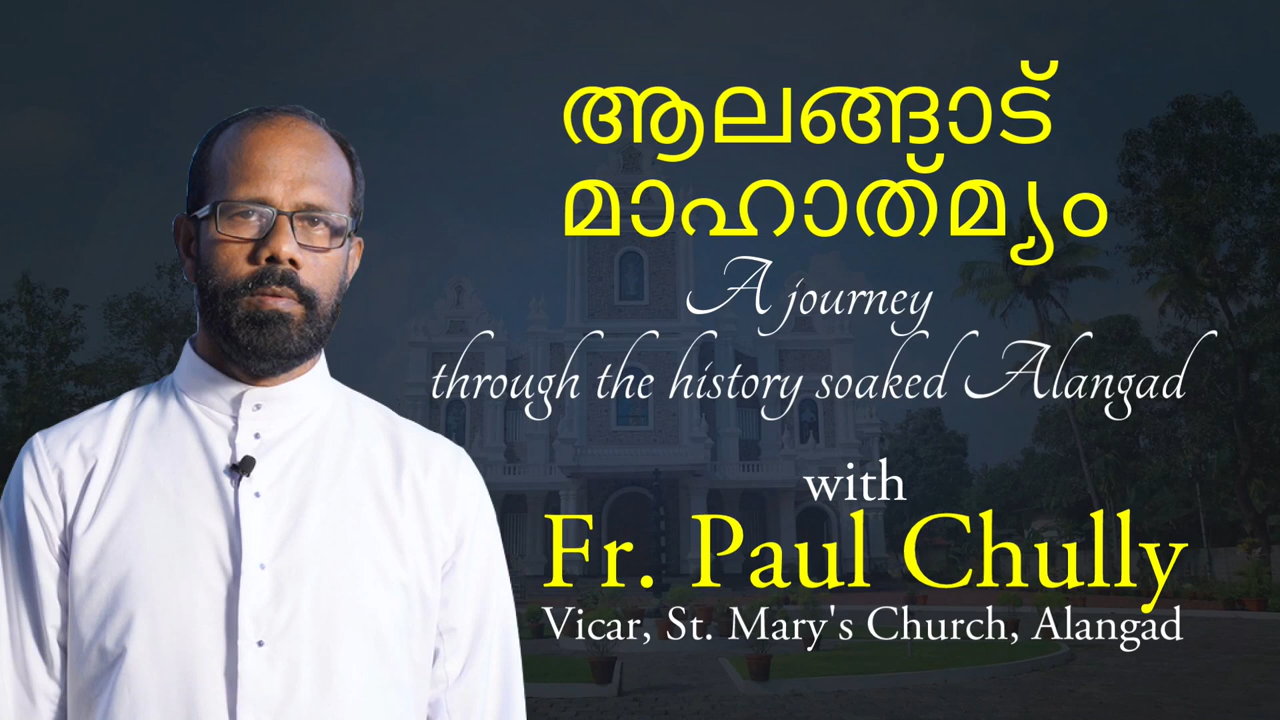 ആലങ്ങാട്
മാഹാത്മ്യം
A journey
through the history soaked Alangad
with
Fr. Paul Chully
Vicar, St. Mary's Church, Alangad